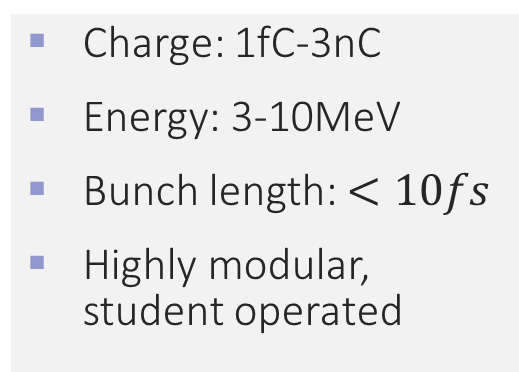 ▪ Charge: 1fC-3nC
▪ Energy: 3-10MeV
▪ Bunch length: < 10fs
▪ Highly modular,
student operated